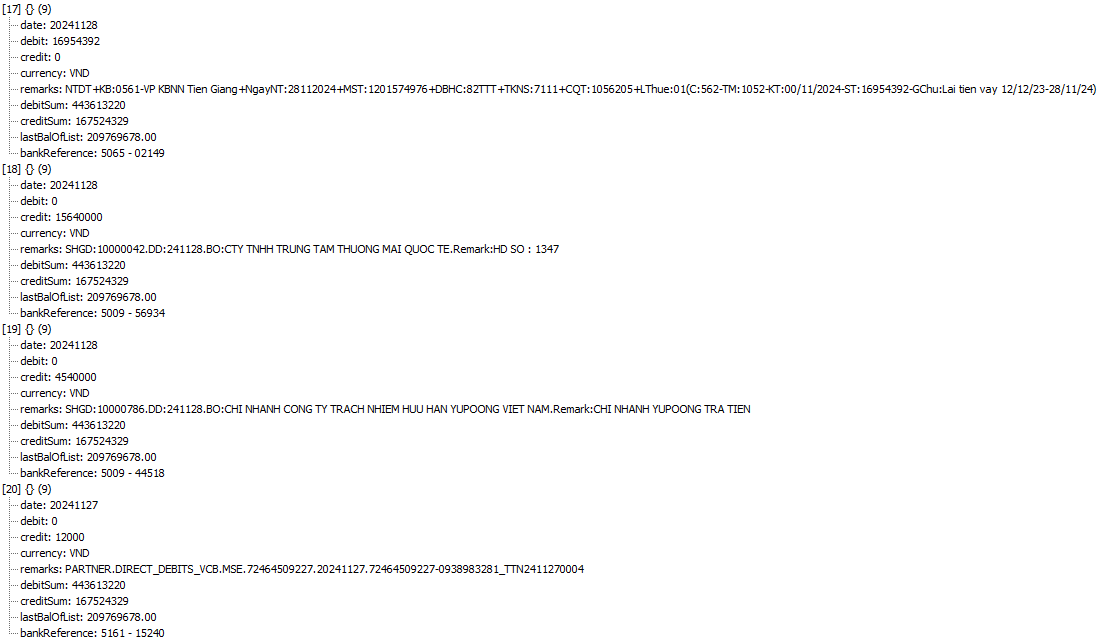 [17] {} (9)
date: 20241128
debit: 16954392
credit: 0
currency: VND
remarks: NTDT+KB:0561-VP KBNN Tien Giang+NgayNT:28112024+MST:1201574976+DBHC:82TTT+TKNS:7111+CQT:1056205+LThue:01(C:562-TM:1052-KT:00/11/2024-ST:16954392-GChu:Lai tien vay 12/12/23-28/11/24)
debitSum: 443613220
creditSum: 167524329
lastBalOfList: 209769678.00
bankReference: 5065 - 02149
[18] {} (9)
date: 20241128
debit: 0
credit: 15640000
currency: VND
remarks: SHGD:10000042.DD:241128.BO:CTY TNHH TRUNG TAM THUONG MAI QUOC TE.Remark:HD SO : 1347
debitSum: 443613220
creditSum: 167524329
lastBalOfList: 209769678.00
bankReference: 5009 - 56934
[19] {} (9)
date: 20241128
debit: 0
credit: 4540000
currency: VND
remarks: SHGD:10000786.DD:241128.BO:CHI NHANH CONG TY TRACH NHIEM HUU HAN YUPOONG VIET NAM.Remark:CHI NHANH YUPOONG TRA TIEN
debitSum: 443613220
creditSum: 167524329
lastBalOfList: 209769678.00
bankReference: 5009 - 44518
[20] {} (9)
date: 20241127
debit: 0
credit: 12000
currency: VND
remarks: PARTNER.DIRECT_DEBITS_VCB.MSE.72464509227.20241127.72464509227-0938983281_TTN2411270004
debitSum: 443613220
creditSum: 167524329
lastBalOfList: 209769678.00
bankReference: 5161 - 15240